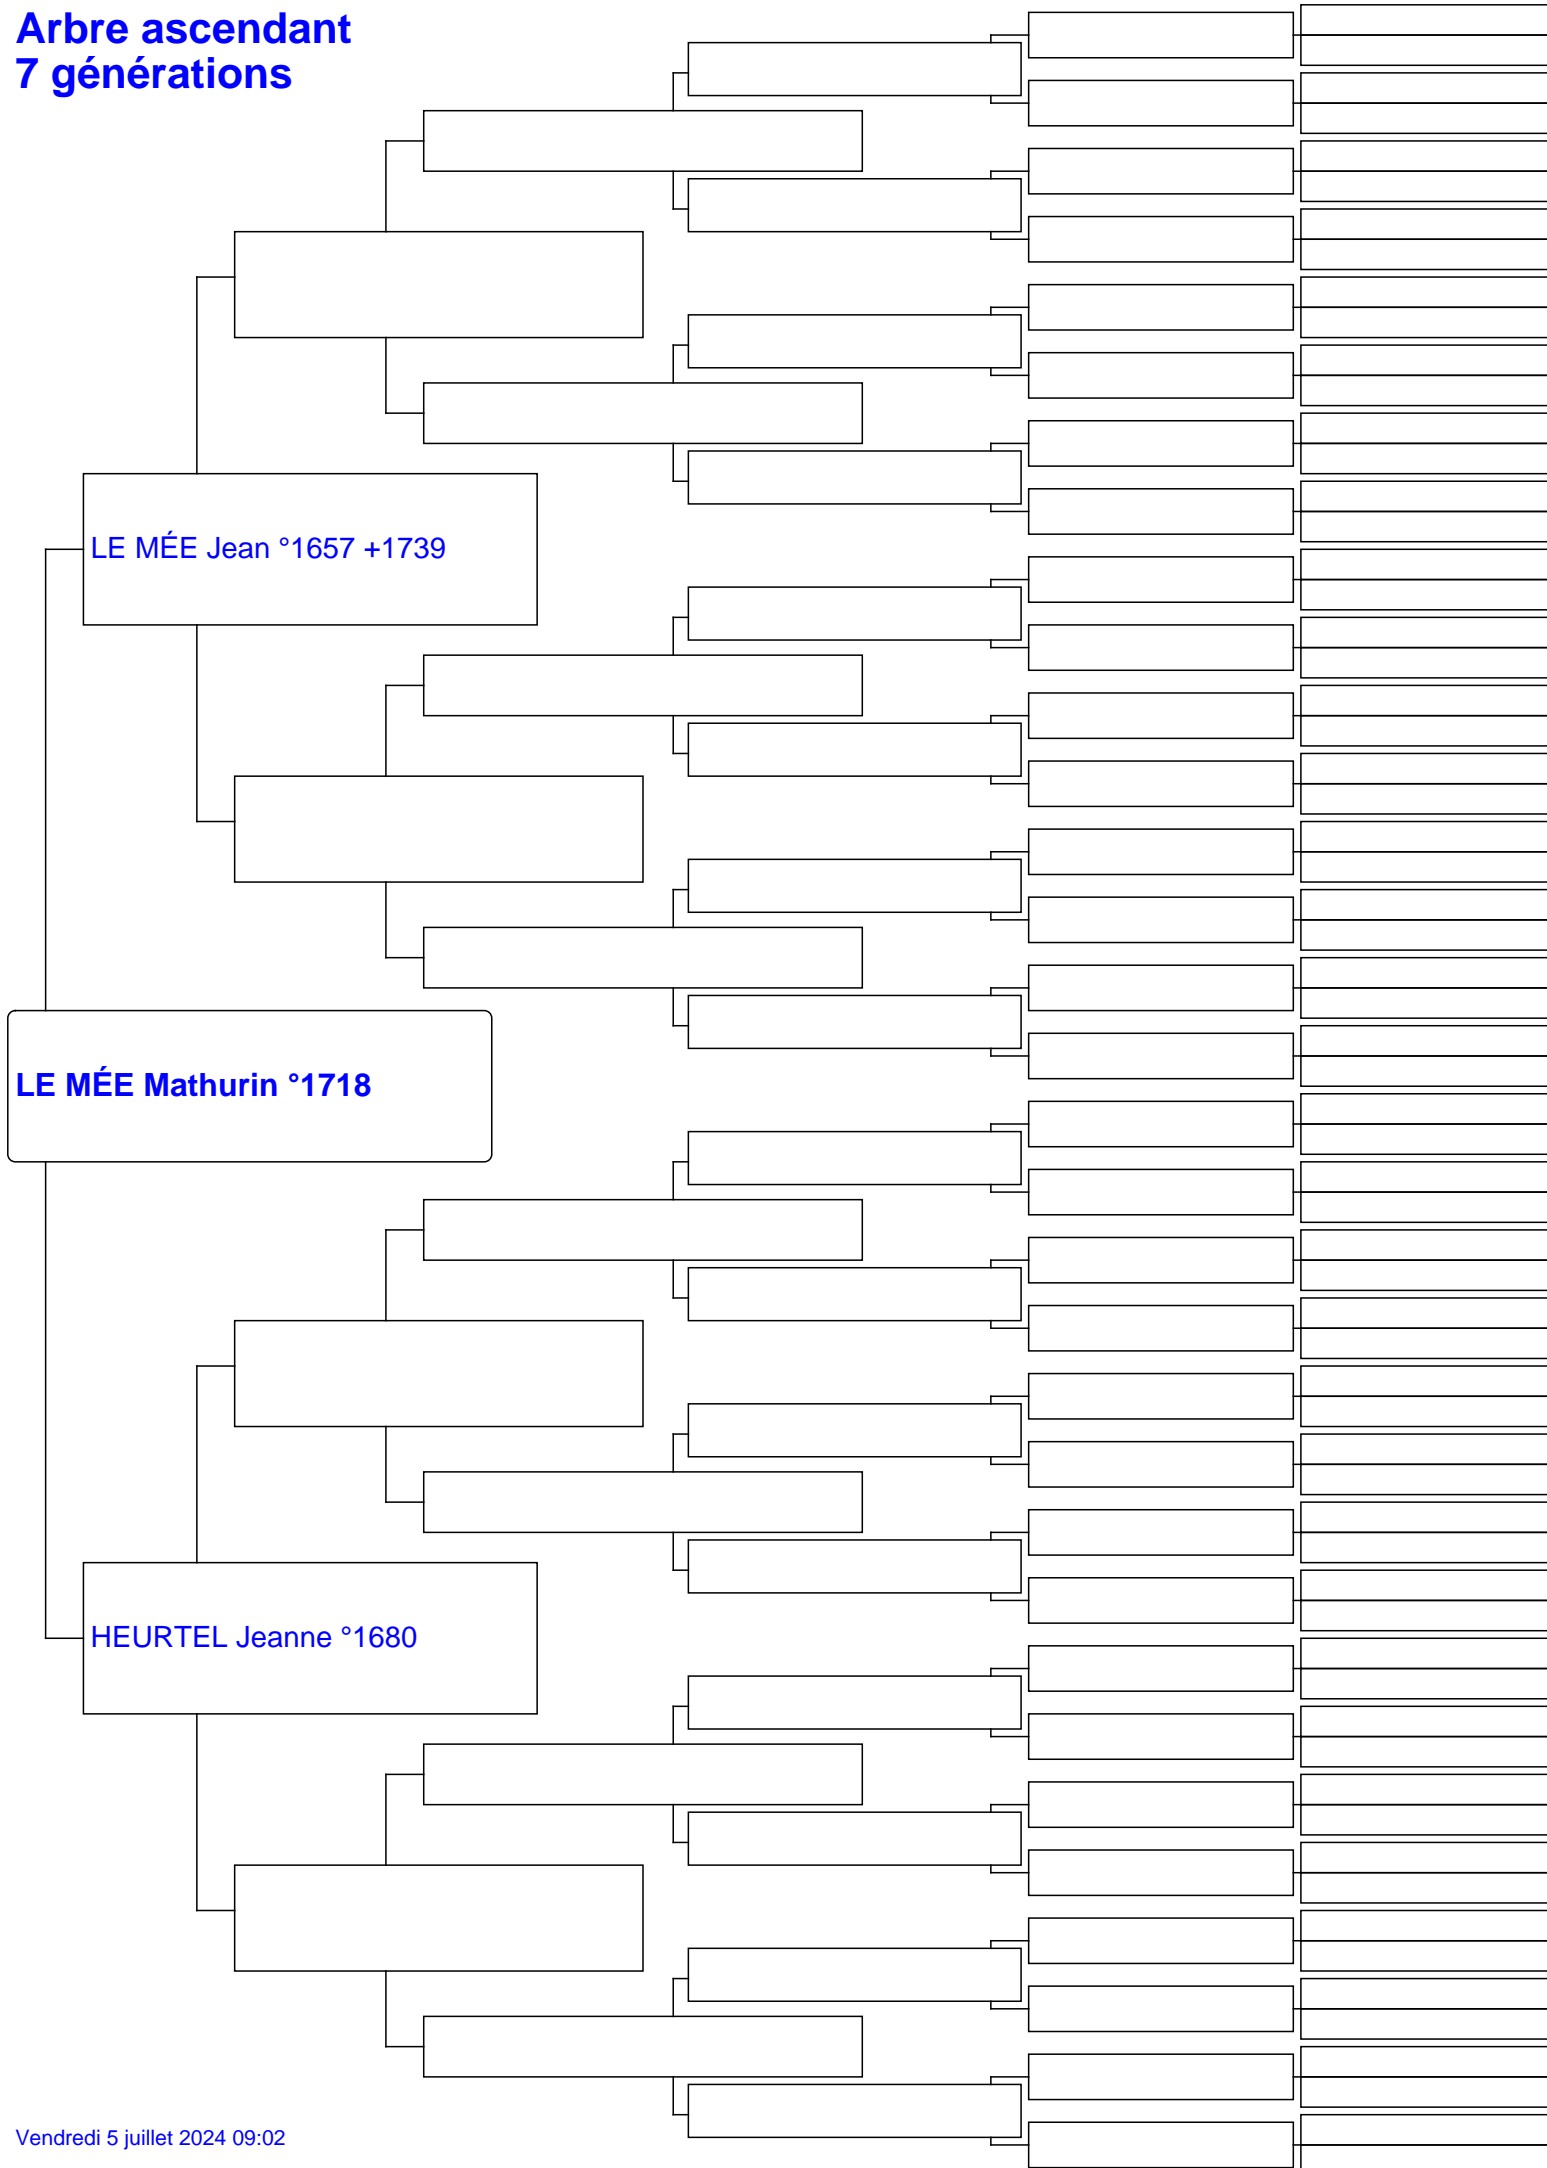 Arbre ascendant
7 générations
LE MÉE Jean °1657 +1739
LE MÉE Mathurin °1718
HEURTEL Jeanne °1680
Vendredi 5 juillet 2024 09:02